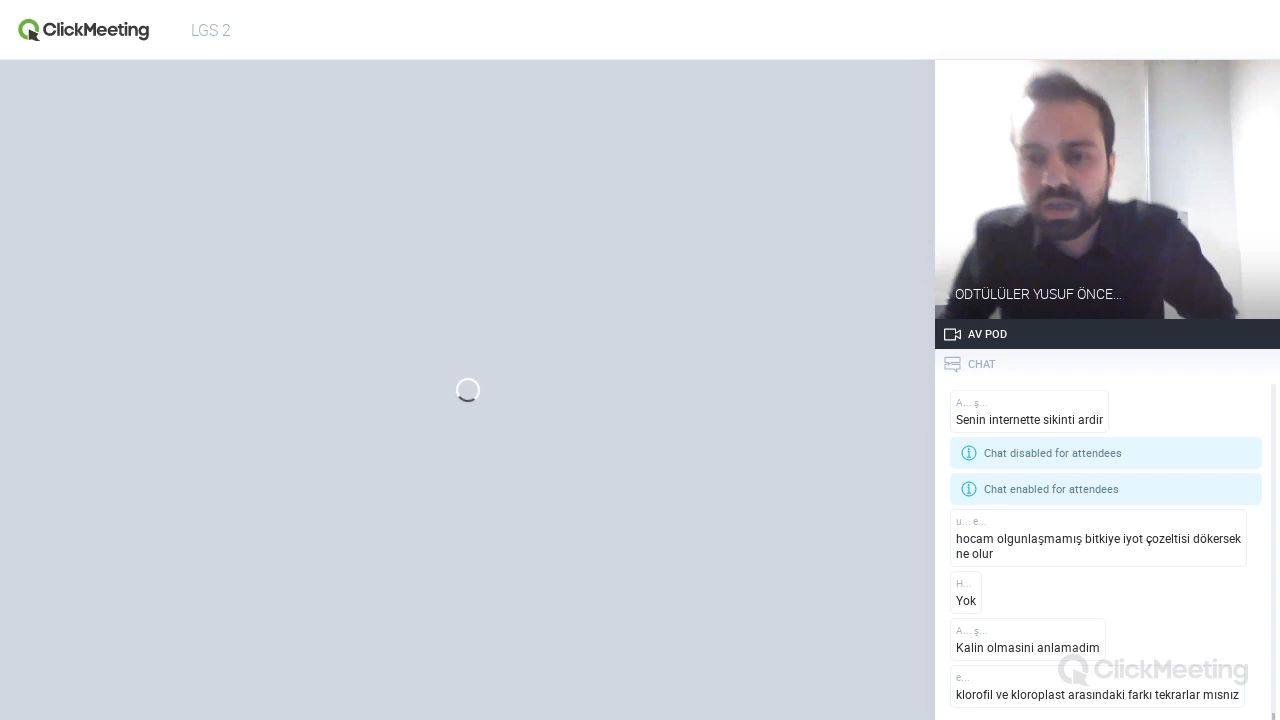 ClickMeeting
LGS 2
ODTÜLÜLER YUSUF ÖNCE...
AV POD
CHAT
A... ş...
Senin internette sikinti ardir
Chat disabled for attendees
Chat enabled for attendees
u... e...
hocam olgunlaşmamış bitkiye iyot çozeltisi dökersek
ne olur
H...
Yok
A... ş...
Kalin olmasini anlamadim
ClickMeeting
e...
klorofil ve kloroplast arasındaki farkı tekrarlar mısnız